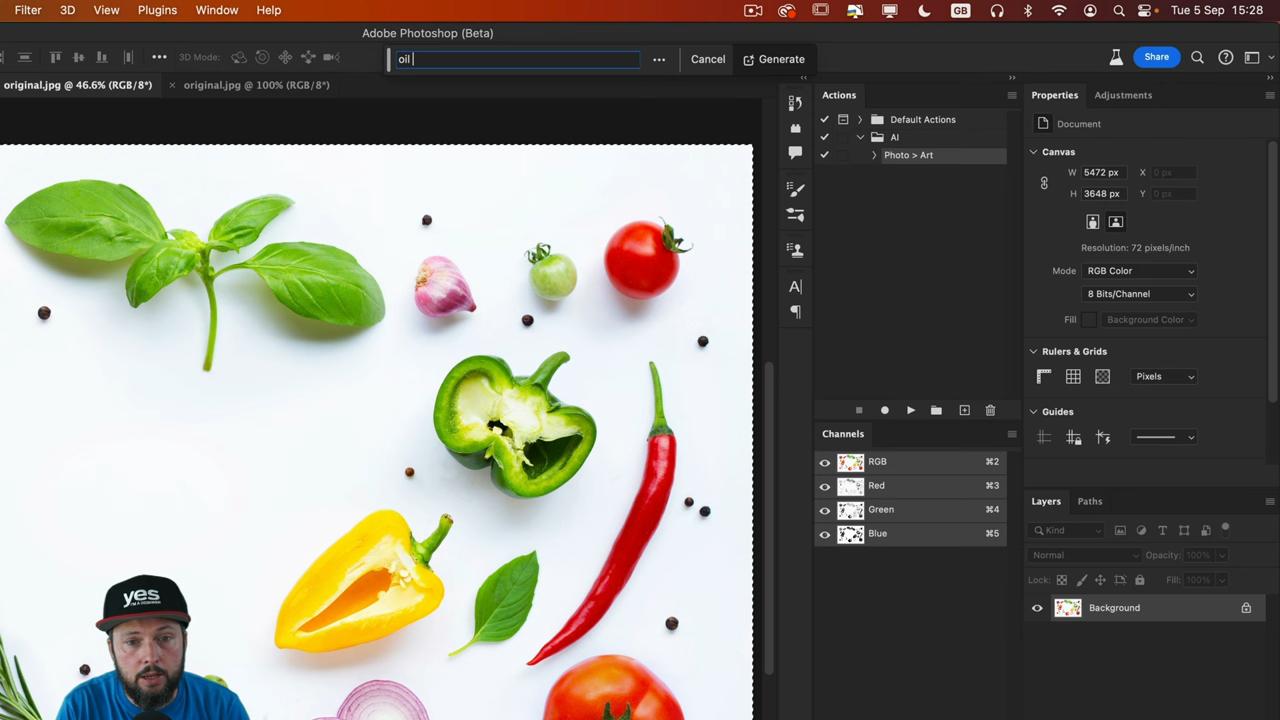 Filter 3D View Plugins Window Help GB Tue 5 Sep 15:28
Adobe Photoshop (Beta)
3D Mode: oil Cancel Generate Share
original.jpg @ 46.6% (RGB/8*) original.jpg @ 100% (RGB/8*)
Actions
Default Actions
AI
Photo > Art
Channels
RGB ⌘2
Red ⌘3
Green ⌘4
Blue ⌘5
Properties Adjustments
Document
Canvas
W 5472 px X 0 px
H 3648 px Y 0 px
Resolution: 72 pixels/inch
Mode RGB Color
8 Bits/Channel
Fill Background Color
Rulers & Grids
Pixels
Guides
Layers Paths
Kind
Normal Opacity: 100%
Lock: Fill: 100%
Background
yes